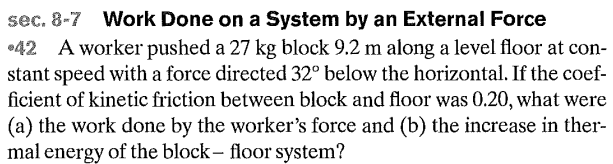 sec. 8-7 Work Done on a System by an External Force
•42 A worker pushed a 27 kg block 9.2 m along a level floor at con-
stant speed with a force directed 32° below the horizontal. If the coef-
ficient of kinetic friction between block and floor was 0.20, what were
(a) the work done by the worker's force and (b) the increase in ther-
mal energy of the block – floor system?